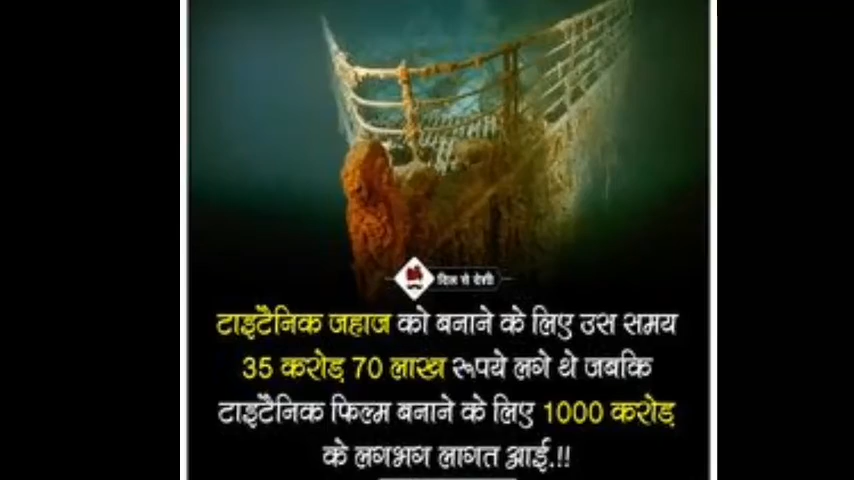 दिल से देशी
टाइटैनिक जहाज को बनाने के लिए उस समय
35 करोड़ 70 लाख रूपये लगे थे जबकि
टाइटैनिक फिल्म बनाने के लिए 1000 करोड़
के लगभग लागत आई.!!